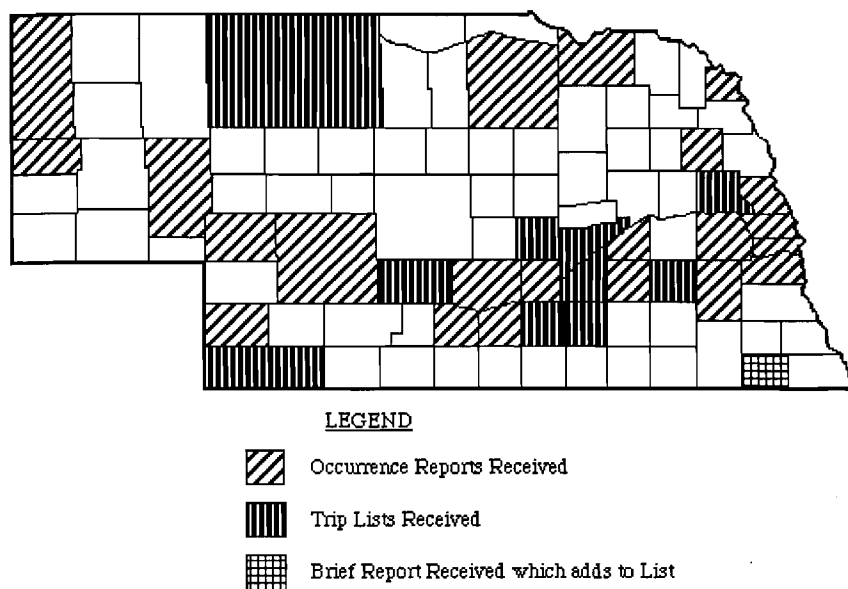 LEGEND
Occurrence Reports Received
Trip Lists Received
Brief Report Received which adds to List